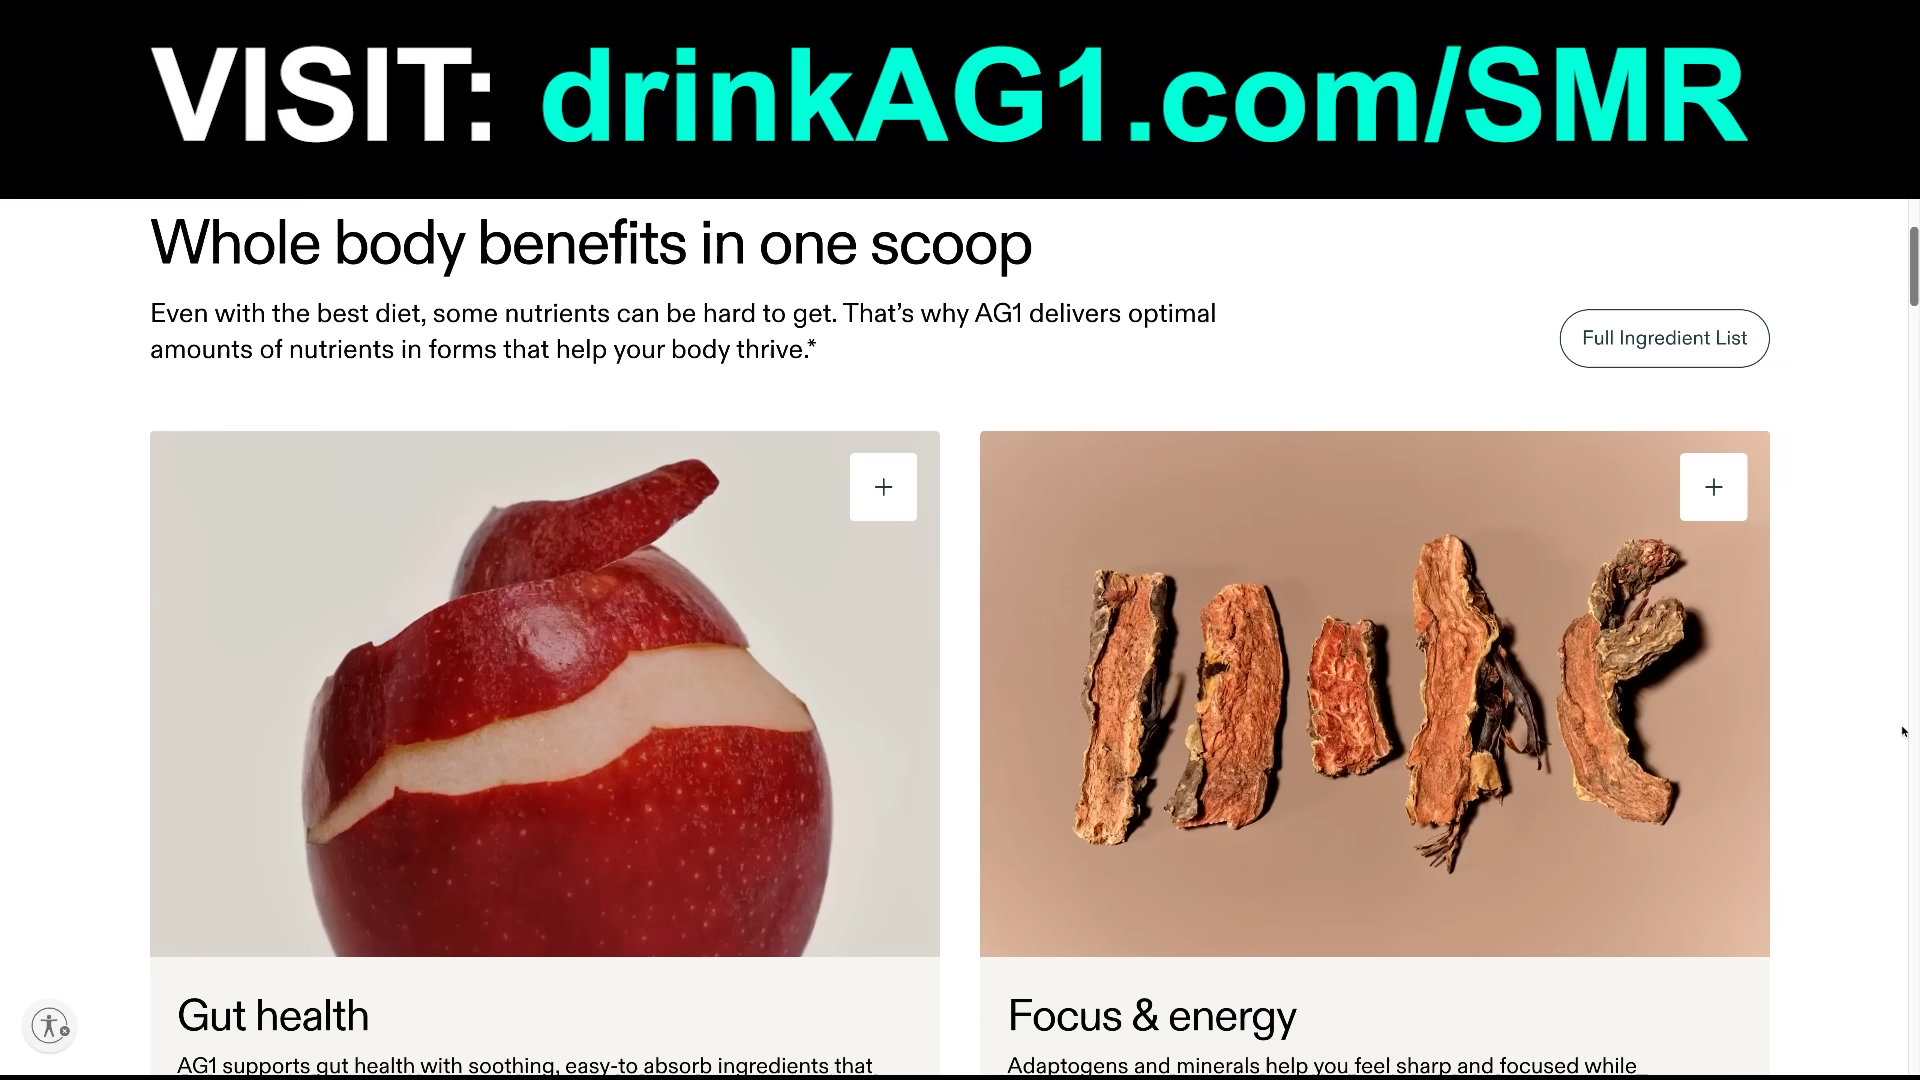 VISIT: drinkAG1.com/SMR
Whole body benefits in one scoop
Even with the best diet, some nutrients can be hard to get. That’s why AG1 delivers optimal
amounts of nutrients in forms that help your body thrive.*
Full Ingredient List
Gut health
Focus & energy
AG1 supports gut health with soothing, easy-to absorb ingredients that
Adaptogens and minerals help you feel sharp and focused while